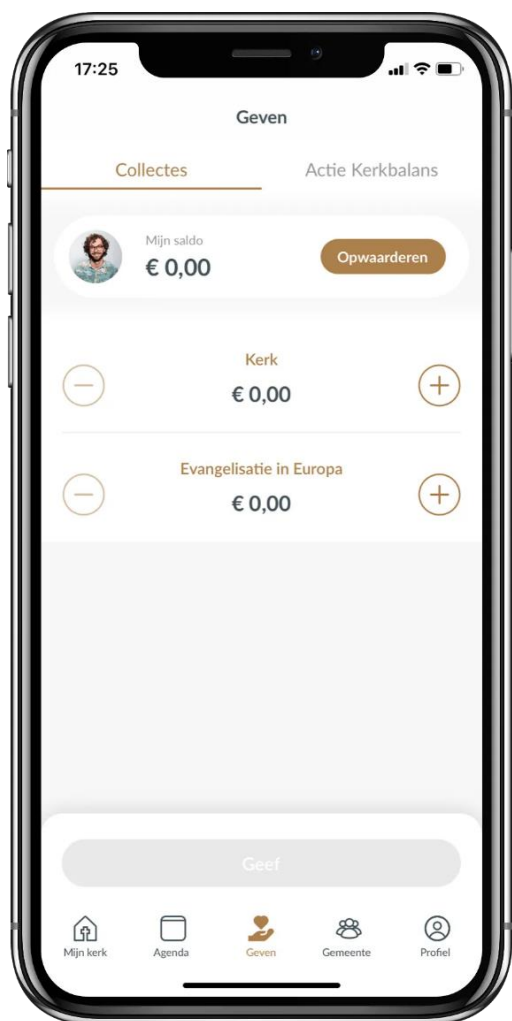 17:25
Geven
Collectes
Actie Kerkbalans
Mijn saldo
€ 0,00
Opwaarderen
Kerk
€ 0,00
Evangelisatie in Europa
€ 0,00
Geef
Mijn kerk
Agenda
Geven
Gemeente
Profiel